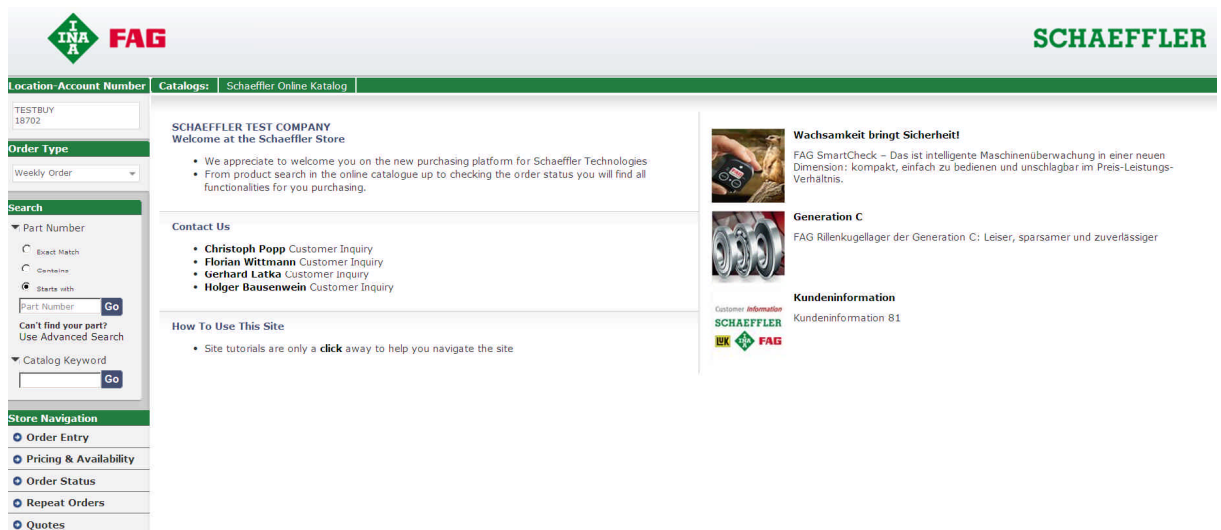 INA
INA
FAG
SCHAEFFLER
Location-Account Number
Catalogs:
Schaeffler Online Katalog
TESTBUY
18702
Order Type
Weekly Order
Search
Part Number
Exact Match
Contains
Starts with
Part Number
Go
Can't find your part?
Use Advanced Search
Catalog Keyword
Go
Store Navigation
Order Entry
Pricing & Availability
Order Status
Repeat Orders
Quotes
SCHAEFFLER TEST COMPANY
Welcome at the Schaeffler Store
• We appreciate to welcome you on the new purchasing platform for Schaeffler Technologies
• From product search in the online catalogue up to checking the order status you will find all
functionalities for you purchasing.
Contact Us
• Christoph Popp Customer Inquiry
• Florian Wittmann Customer Inquiry
• Gerhard Latka Customer Inquiry
• Holger Bausenwein Customer Inquiry
How To Use This Site
• Site tutorials are only a click away to help you navigate the site
Wachsamkeit bringt Sicherheit!
FAG SmartCheck – Das ist intelligente Maschinenüberwachung in einer neuen
Dimension: kompakt, einfach zu bedienen und unschlagbar im Preis-Leistungs-
Verhältnis.
Generation C
FAG Rillenkugellager der Generation C: Leiser, sparsamer und zuverlässiger
Customer Information
SCHAEFFLER
LUK
INA
FAG
Kundeninformation
Kundeninformation 81